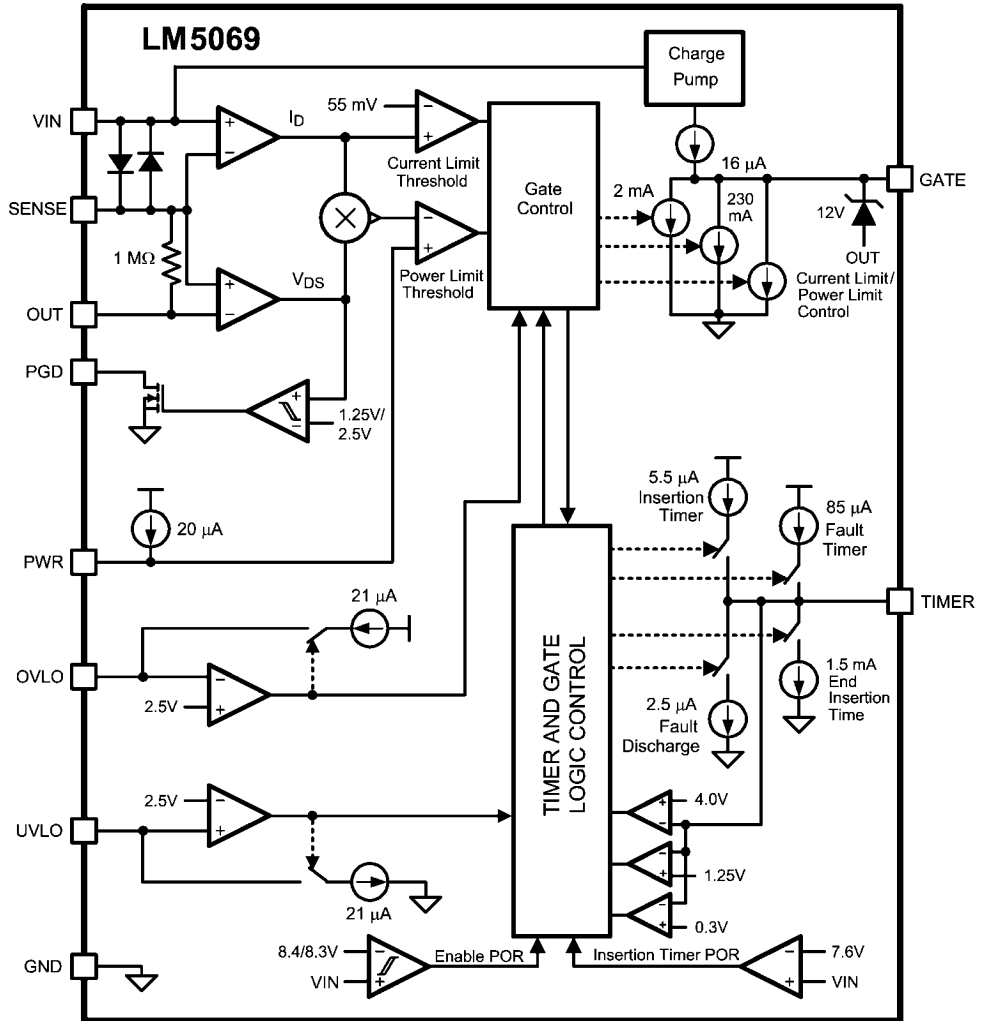 LM5069
Charge
Pump
VIN
I_D
55 mV
−
+
+
−
−
+
Current Limit
Threshold
16 μA
GATE
SENSE
Gate
Control
2 mA
230
mA
12V
OUT
1 MΩ
Power Limit
Threshold
V_DS
Current Limit/
Power Limit
Control
OUT
+
−
PGD
+
−
1.25V/
2.5V
5.5 μA
Insertion
Timer
85 μA
Fault
Timer
20 μA
PWR
TIMER
21 μA
OVLO
−
+
2.5V
1.5 mA
End
Insertion
Time
2.5 μA
Fault
Discharge
TIMER AND GATE
LOGIC CONTROL
2.5V
−
+
UVLO
+
−
4.0V
−
+
1.25V
−
+
0.3V
21 μA
8.4/8.3V
−
+
VIN
Enable POR
Insertion Timer POR
−
+
7.6V
VIN
GND